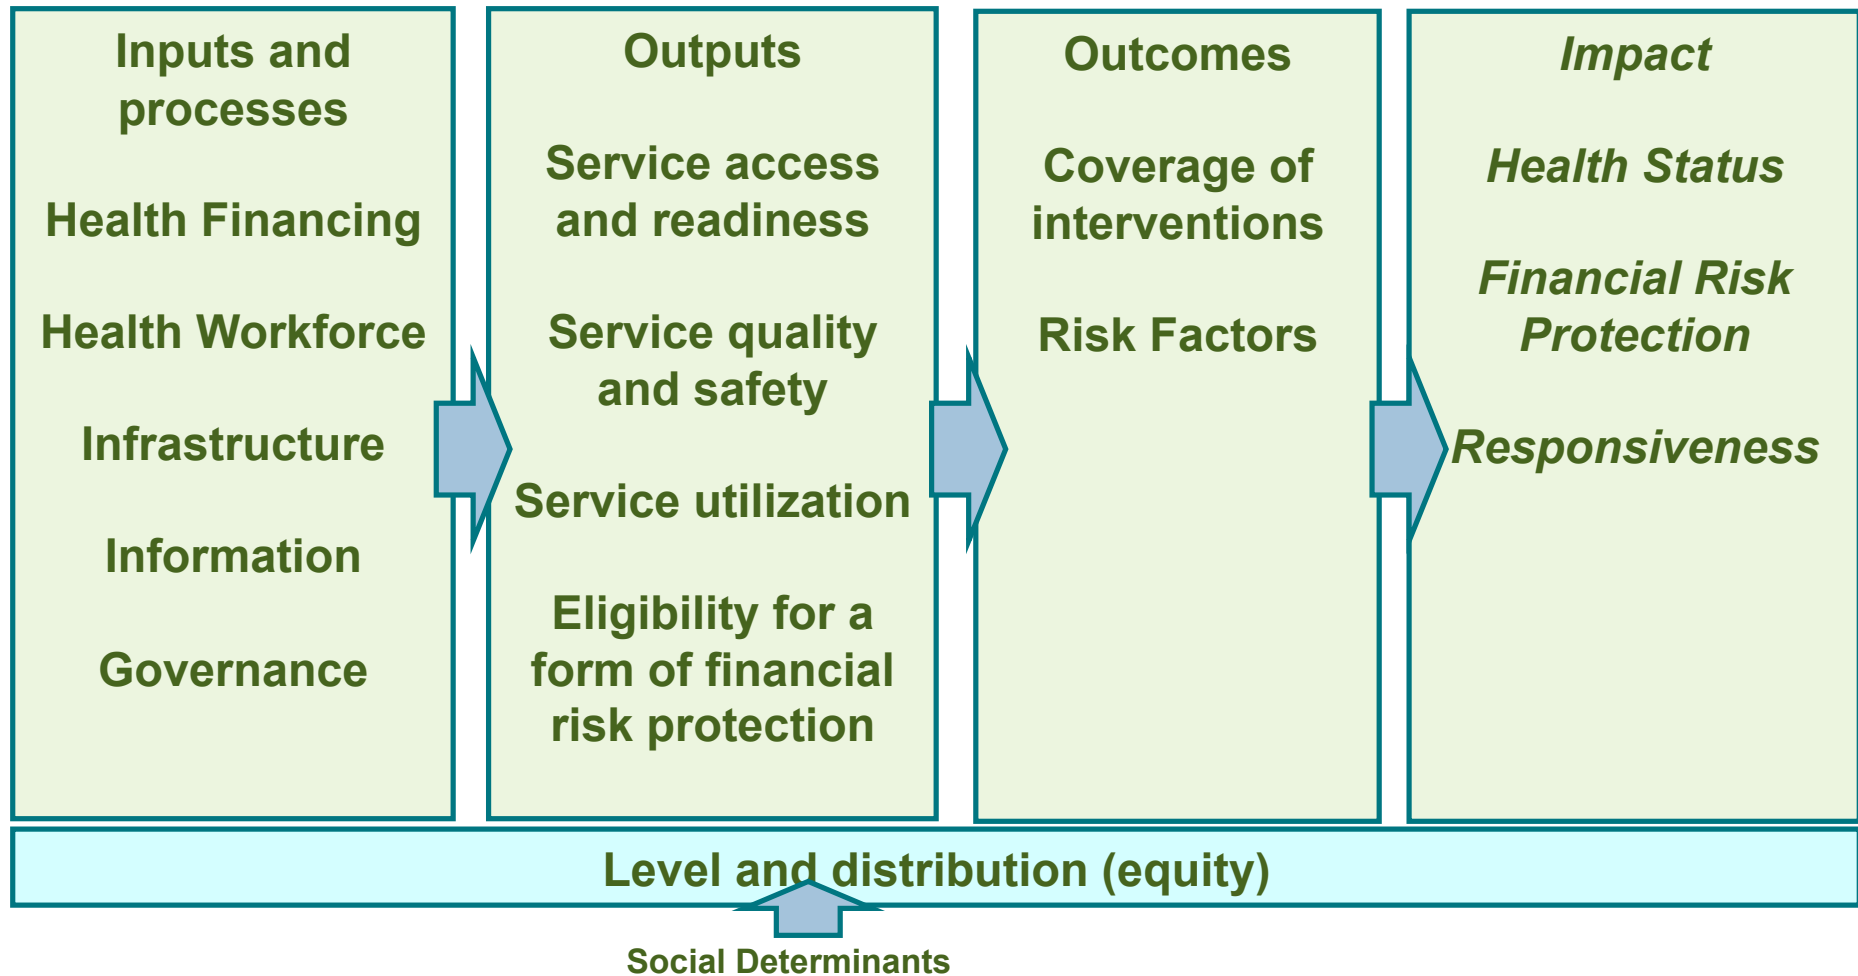 Inputs and
processes
Health Financing
Health Workforce
Infrastructure
Information
Governance
Outputs
Service access
and readiness
Service quality
and safety
Service utilization
Eligibility for a
form of financial
risk protection
Outcomes
Coverage of
interventions
Risk Factors
Impact
Health Status
Financial Risk
Protection
Responsiveness
Level and distribution (equity)
Social Determinants